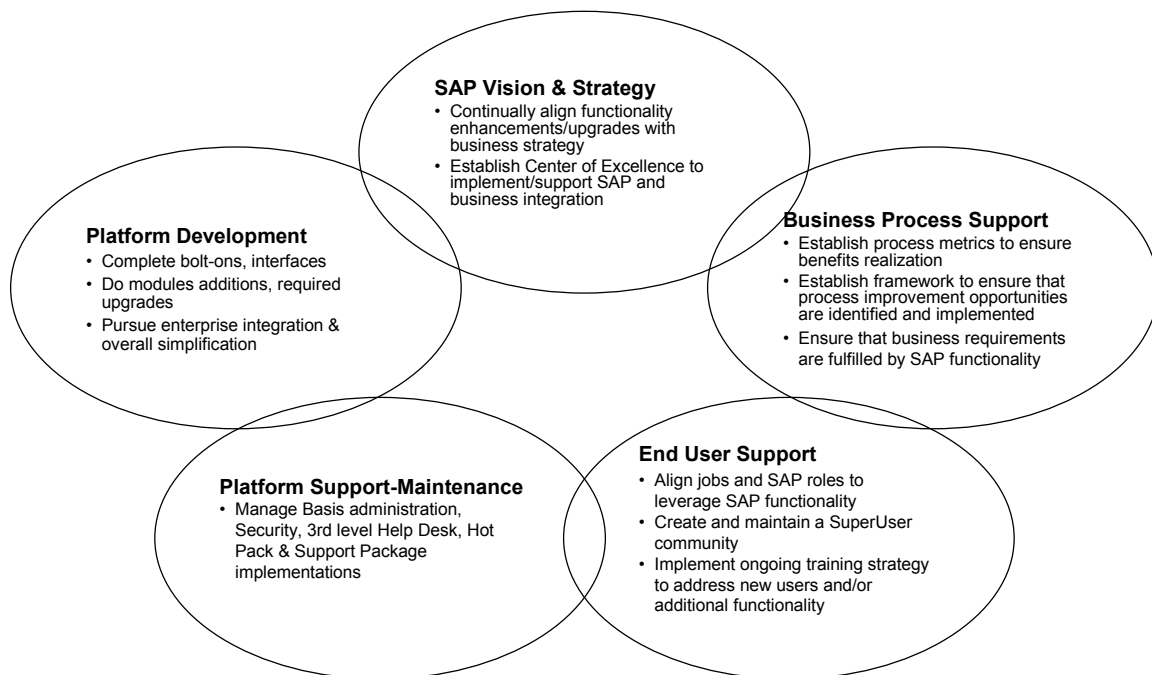 SAP Vision & Strategy
• Continually align functionality
enhancements/upgrades with
business strategy
• Establish Center of Excellence to
implement/support SAP and
business integration
Platform Development
• Complete bolt-ons, interfaces
• Do modules additions, required
upgrades
• Pursue enterprise integration &
overall simplification
Business Process Support
• Establish process metrics to ensure
benefits realization
• Establish framework to ensure that
process improvement opportunities
are identified and implemented
• Ensure that business requirements
are fulfilled by SAP functionality
Platform Support-Maintenance
• Manage Basis administration,
Security, 3rd level Help Desk, Hot
Pack & Support Package
implementations
End User Support
• Align jobs and SAP roles to
leverage SAP functionality
• Create and maintain a SuperUser
community
• Implement ongoing training strategy
to address new users and/or
additional functionality